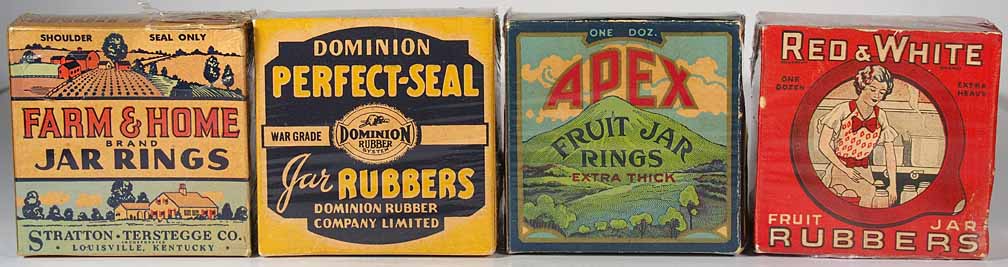 SHOULDER SEAL ONLY
FARM & HOME
BRAND
JAR RINGS
STRATTON-TERSTEGGE CO.
INCORPORATED
LOUISVILLE, KENTUCKY
DOMINION
PERFECT-SEAL
WAR GRADE
DOMINION
RUBBER
SYSTEM
Jar RUBBERS
DOMINION RUBBER
COMPANY LIMITED
ONE DOZ.
APEX
FRUIT JAR
RINGS
EXTRA THICK
RED & WHITE
ONE DOZEN
EXTRA HEAVY
FRUIT JAR
RUBBERS